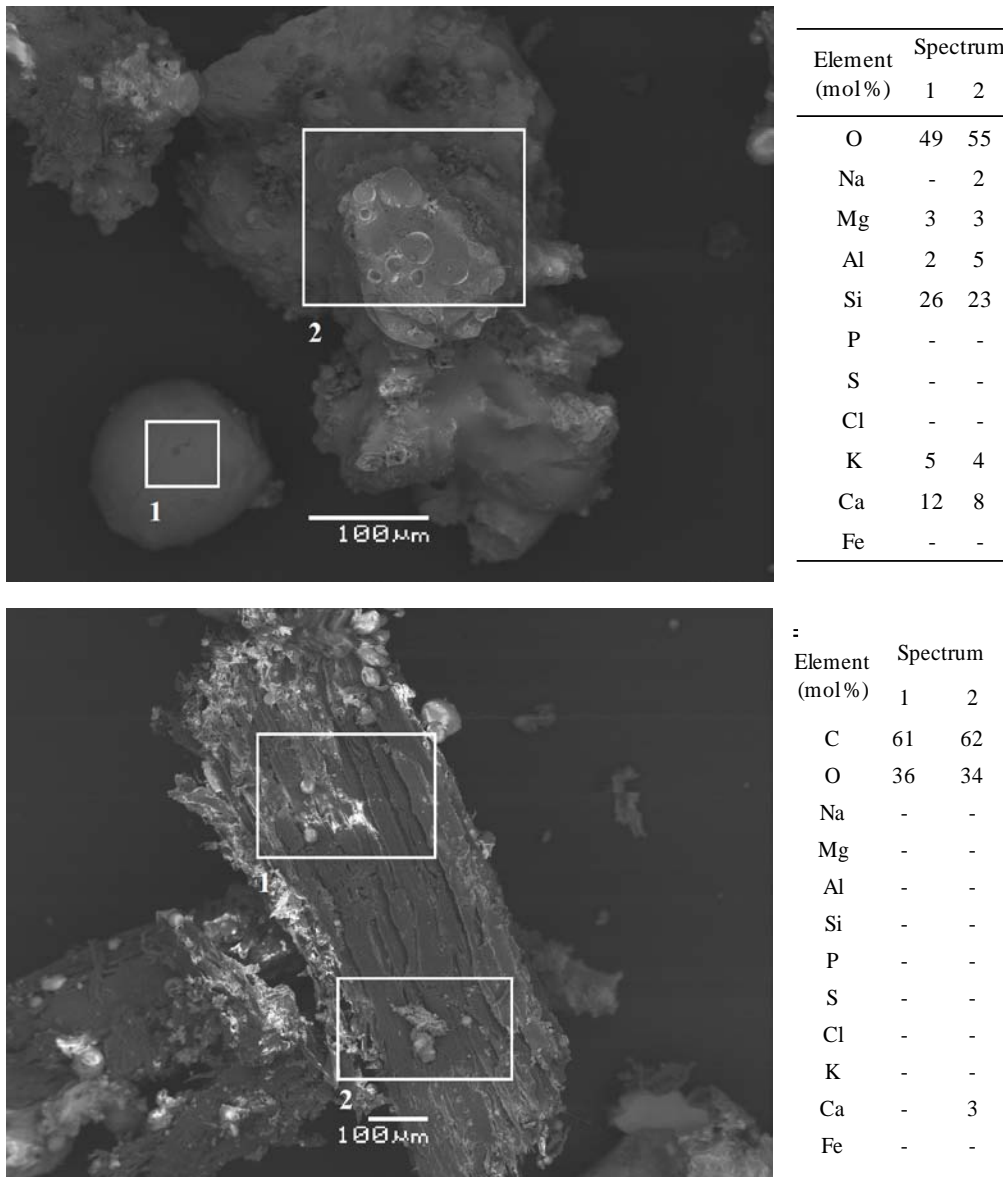 2
1
100µm
Element (mol%) Spectrum
1 2
O 49 55
Na - 2
Mg 3 3
Al 2 5
Si 26 23
P - -
S - -
Cl - -
K 5 4
Ca 12 8
Fe - -
1
2
100µm
Element (mol%) Spectrum
1 2
C 61 62
O 36 34
Na - -
Mg - -
Al - -
Si - -
P - -
S - -
Cl - -
K - -
Ca - 3
Fe - -